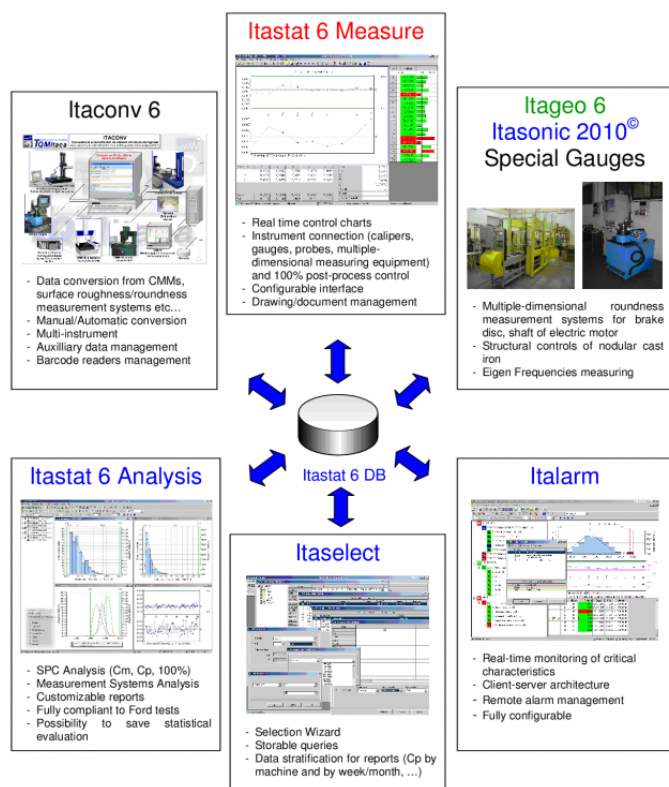 Itastat 6 Measure
- Real time control charts
- Instrument connection (calipers,
gauges, probes, multiple-
dimensional measuring equipment)
and 100% post-process control
- Configurable interface
- Drawing/document management
Itaconv 6
ITACONV
TQM itaca
- Data conversion from CMMs,
surface roughness/roundness
measurement systems etc…
- Manual/Automatic conversion
- Multi-instrument
- Auxilliary data management
- Barcode readers management
Itageo 6
Itasonic 2010©
Special Gauges
- Multiple-dimensional roundness
measurement systems for brake
disc, shaft of electric motor
- Structural controls of nodular cast
iron
- Eigen Frequencies measuring
Itastat 6 DB
Itastat 6 Analysis
- SPC Analysis (Cm, Cp, 100%)
- Measurement Systems Analysis
- Customizable reports
- Fully compliant to Ford tests
- Possibility to save statistical
evaluation
Itaselect
- Selection Wizard
- Storable queries
- Data stratification for reports (Cp by
machine and by week/month, …)
Italarm
- Real-time monitoring of critical
characteristics
- Client-server architecture
- Remote alarm management
- Fully configurable